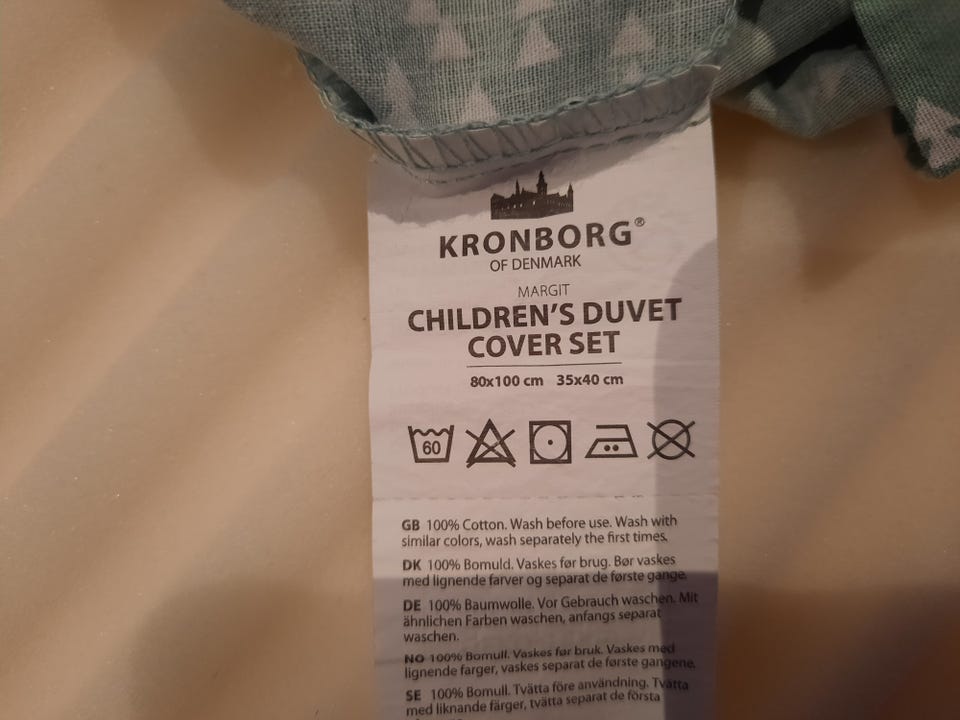 KRONBORG®
OF DENMARK
MARGIT
CHILDREN'S DUVET
COVER SET
80x100 cm 35x40 cm
60
GB 100% Cotton. Wash before use. Wash with
similar colors, wash separately the first times.
DK 100% Bomuld. Vaskes før brug. Bør vaskes
med lignende farver og separat de første gange.
DE 100% Baumwolle. Vor Gebrauch waschen. Mit
ähnlichen Farben waschen, anfangs separat
waschen.
NO 100% Bomull. Vaskes før bruk. Vaskes med
lignende farger, vaskes separat de første gangene.
SE 100% Bomull. Tvätta före användning. Tvätta
med liknande färger, tvätta separat de första